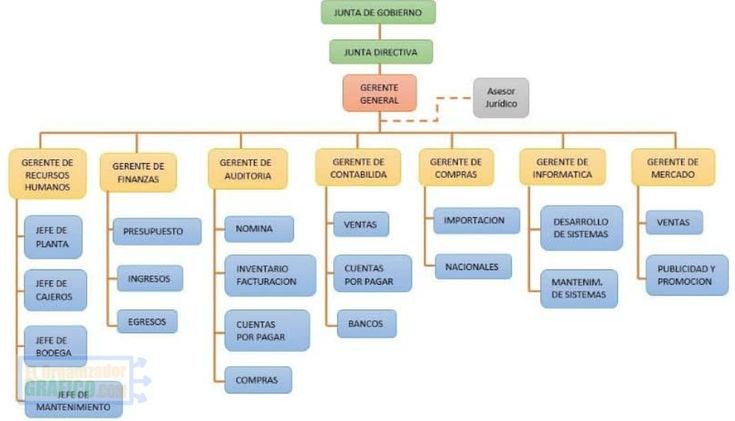 JUNTA DE GOBIERNO
JUNTA DIRECTIVA
GERENTE
GENERAL
Asesor
Jurídico
GERENTE DE
RECURSOS
HUMANOS
GERENTE DE
FINANZAS
GERENTE DE
AUDITORIA
GERENTE DE
CONTABILIDA
GERENTE DE
COMPRAS
GERENTE DE
INFORMATICA
GERENTE DE
MERCADO
JEFE DE
PLANTA
JEFE DE
CAJEROS
JEFE DE
BODEGA
JEFE DE
MANTENIMIENTO
PRESUPUESTO
INGRESOS
EGRESOS
NOMINA
INVENTARIO
FACTURACION
CUENTAS
POR PAGAR
COMPRAS
VENTAS
CUENTAS
POR PAGAR
BANCOS
IMPORTACION
NACIONALES
DESARROLLO
DE SISTEMAS
MANTENIM.
DE SISTEMAS
VENTAS
PUBLICIDAD Y
PROMOCION
El Organizador
GRAFICO.com